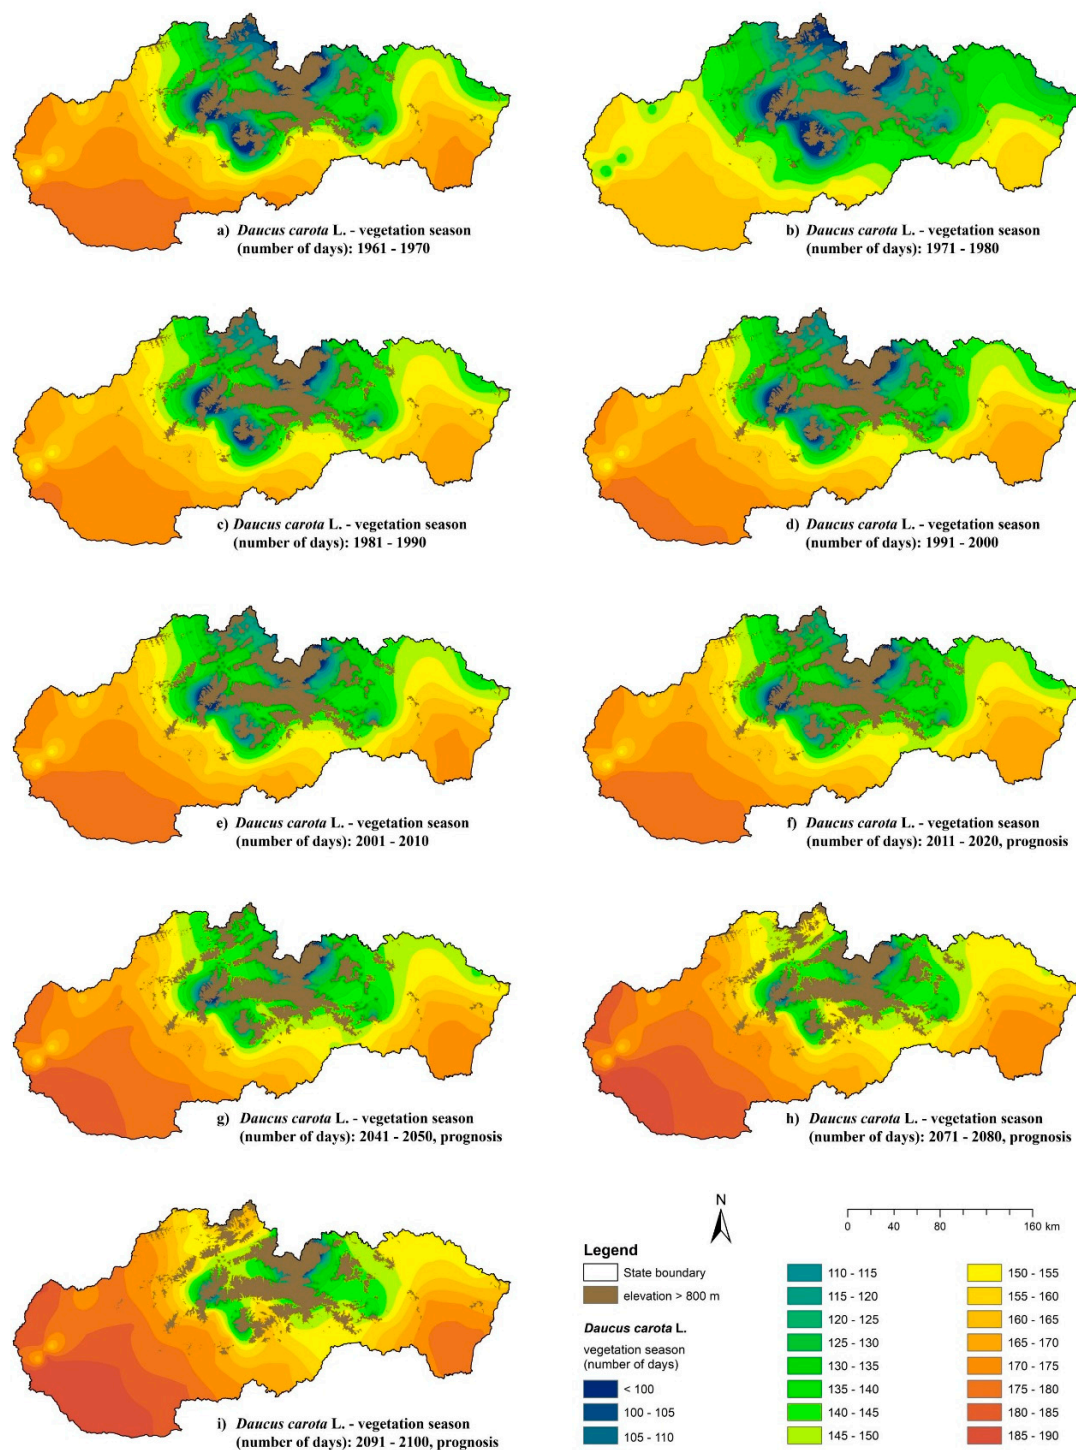 a) Daucus carota L. - vegetation season
(number of days): 1961 - 1970
b) Daucus carota L. - vegetation season
(number of days): 1971 - 1980
c) Daucus carota L. - vegetation season
(number of days): 1981 - 1990
d) Daucus carota L. - vegetation season
(number of days): 1991 - 2000
e) Daucus carota L. - vegetation season
(number of days): 2001 - 2010
f) Daucus carota L. - vegetation season
(number of days): 2011 - 2020, prognosis
g) Daucus carota L. - vegetation season
(number of days): 2041 - 2050, prognosis
h) Daucus carota L. - vegetation season
(number of days): 2071 - 2080, prognosis
i) Daucus carota L. - vegetation season
(number of days): 2091 - 2100, prognosis
N
0 40 80 160 km
Legend
State boundary
elevation > 800 m
Daucus carota L.
vegetation season
(number of days)
< 100
100 - 105
105 - 110
110 - 115
115 - 120
120 - 125
125 - 130
130 - 135
135 - 140
140 - 145
145 - 150
150 - 155
155 - 160
160 - 165
165 - 170
170 - 175
175 - 180
180 - 185
185 - 190